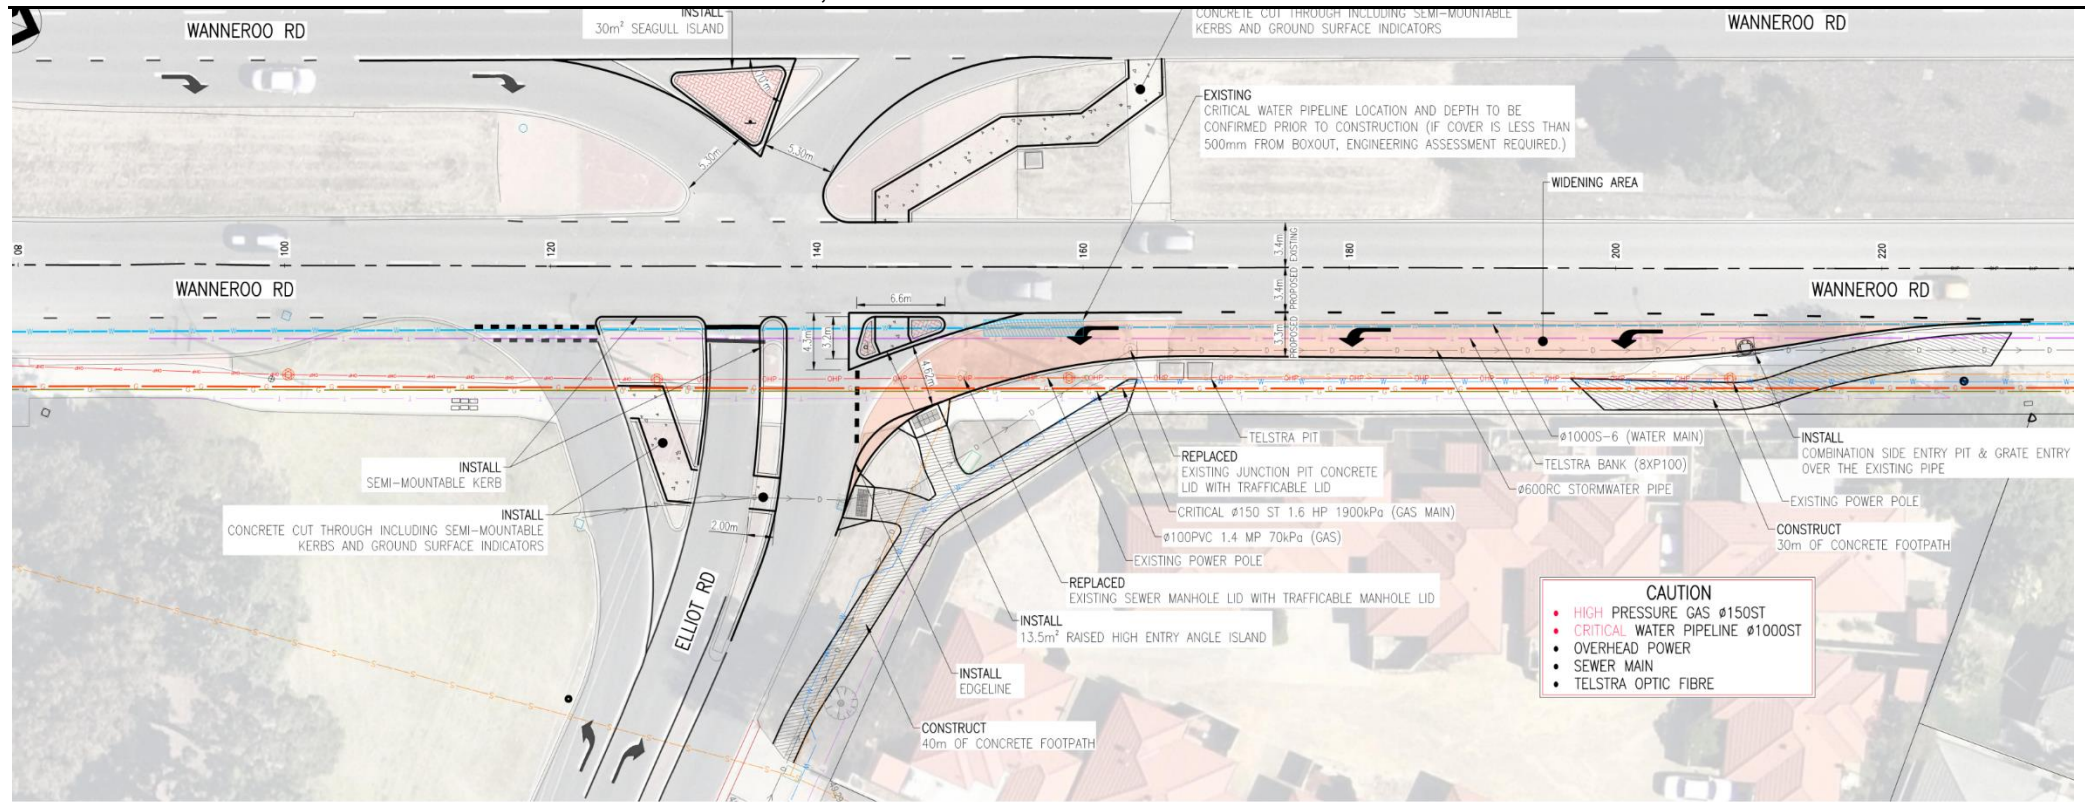 INSTALL
30m² SEAGULL ISLAND
CONCRETE CUT THROUGH INCLUDING SEMI-MOUNTABLE
KERBS AND GROUND SURFACE INDICATORS
WANNEROO RD
WANNEROO RD
EXISTING
CRITICAL WATER PIPELINE LOCATION AND DEPTH TO BE
CONFIRMED PRIOR TO CONSTRUCTION (IF COVER IS LESS THAN
500mm FROM BOXOUT, ENGINEERING ASSESSMENT REQUIRED.)
5.30m
5.30m
WIDENING AREA
80
100
120
140
160
180
200
220
3.4m
EXISTING
3.4m
PROPOSED
3.3m
PROPOSED
WANNEROO RD
WANNEROO RD
6.6m
4.3m
3.2m
4.62m
TELSTRA PIT
REPLACED
EXISTING JUNCTION PIT CONCRETE
LID WITH TRAFFICABLE LID
CRITICAL ø150 ST 1.6 HP 1900kPa (GAS MAIN)
ø100PVC 1.4 MP 70kPa (GAS)
EXISTING POWER POLE
REPLACED
EXISTING SEWER MANHOLE LID WITH TRAFFICABLE MANHOLE LID
INSTALL
13.5m² RAISED HIGH ENTRY ANGLE ISLAND
INSTALL
EDGELINE
CONSTRUCT
40m OF CONCRETE FOOTPATH
ø1000S-6 (WATER MAIN)
TELSTRA BANK (8XP100)
ø600RC STORMWATER PIPE
INSTALL
COMBINATION SIDE ENTRY PIT & GRATE ENTRY
OVER THE EXISTING PIPE
EXISTING POWER POLE
CONSTRUCT
30m OF CONCRETE FOOTPATH
INSTALL
SEMI-MOUNTABLE KERB
INSTALL
CONCRETE CUT THROUGH INCLUDING SEMI-MOUNTABLE
KERBS AND GROUND SURFACE INDICATORS
2.00m
ELLIOT RD
CAUTION
• HIGH PRESSURE GAS ø150ST
• CRITICAL WATER PIPELINE ø1000ST
• OVERHEAD POWER
• SEWER MAIN
• TELSTRA OPTIC FIBRE